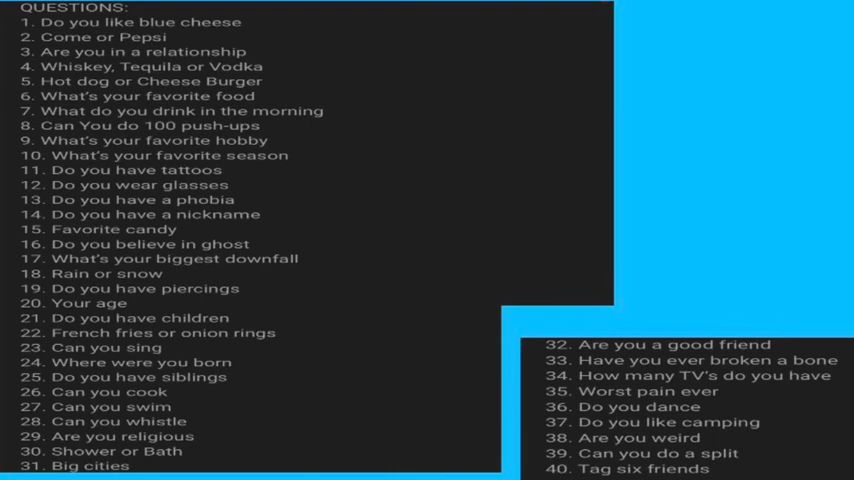 QUESTIONS:
1. Do you like blue cheese
2. Come or Pepsi
3. Are you in a relationship
4. Whiskey, Tequila or Vodka
5. Hot dog or Cheese Burger
6. What's your favorite food
7. What do you drink in the morning
8. Can You do 100 push-ups
9. What's your favorite hobby
10. What's your favorite season
11. Do you have tattoos
12. Do you wear glasses
13. Do you have a phobia
14. Do you have a nickname
15. Favorite candy
16. Do you believe in ghost
17. What's your biggest downfall
18. Rain or snow
19. Do you have piercings
20. Your age
21. Do you have children
22. French fries or onion rings
23. Can you sing
24. Where were you born
25. Do you have siblings
26. Can you cook
27. Can you swim
28. Can you whistle
29. Are you religious
30. Shower or Bath
31. Big cities
32. Are you a good friend
33. Have you ever broken a bone
34. How many TV's do you have
35. Worst pain ever
36. Do you dance
37. Do you like camping
38. Are you weird
39. Can you do a split
40. Tag six friends